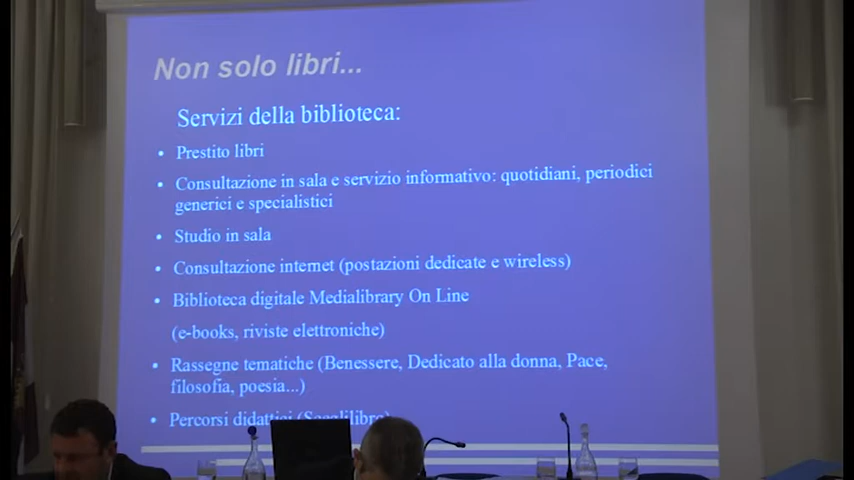 Non solo libri...
Servizi della biblioteca:
• Prestito libri
• Consultazione in sala e servizio informativo: quotidiani, periodici
generici e specialistici
• Studio in sala
• Consultazione internet (postazioni dedicate e wireless)
• Biblioteca digitale Medialibrary On Line
(e-books, riviste elettroniche)
• Rassegne tematiche (Benessere, Dedicato alla donna, Pace,
filosofia, poesia...)
• Percorsi didattici